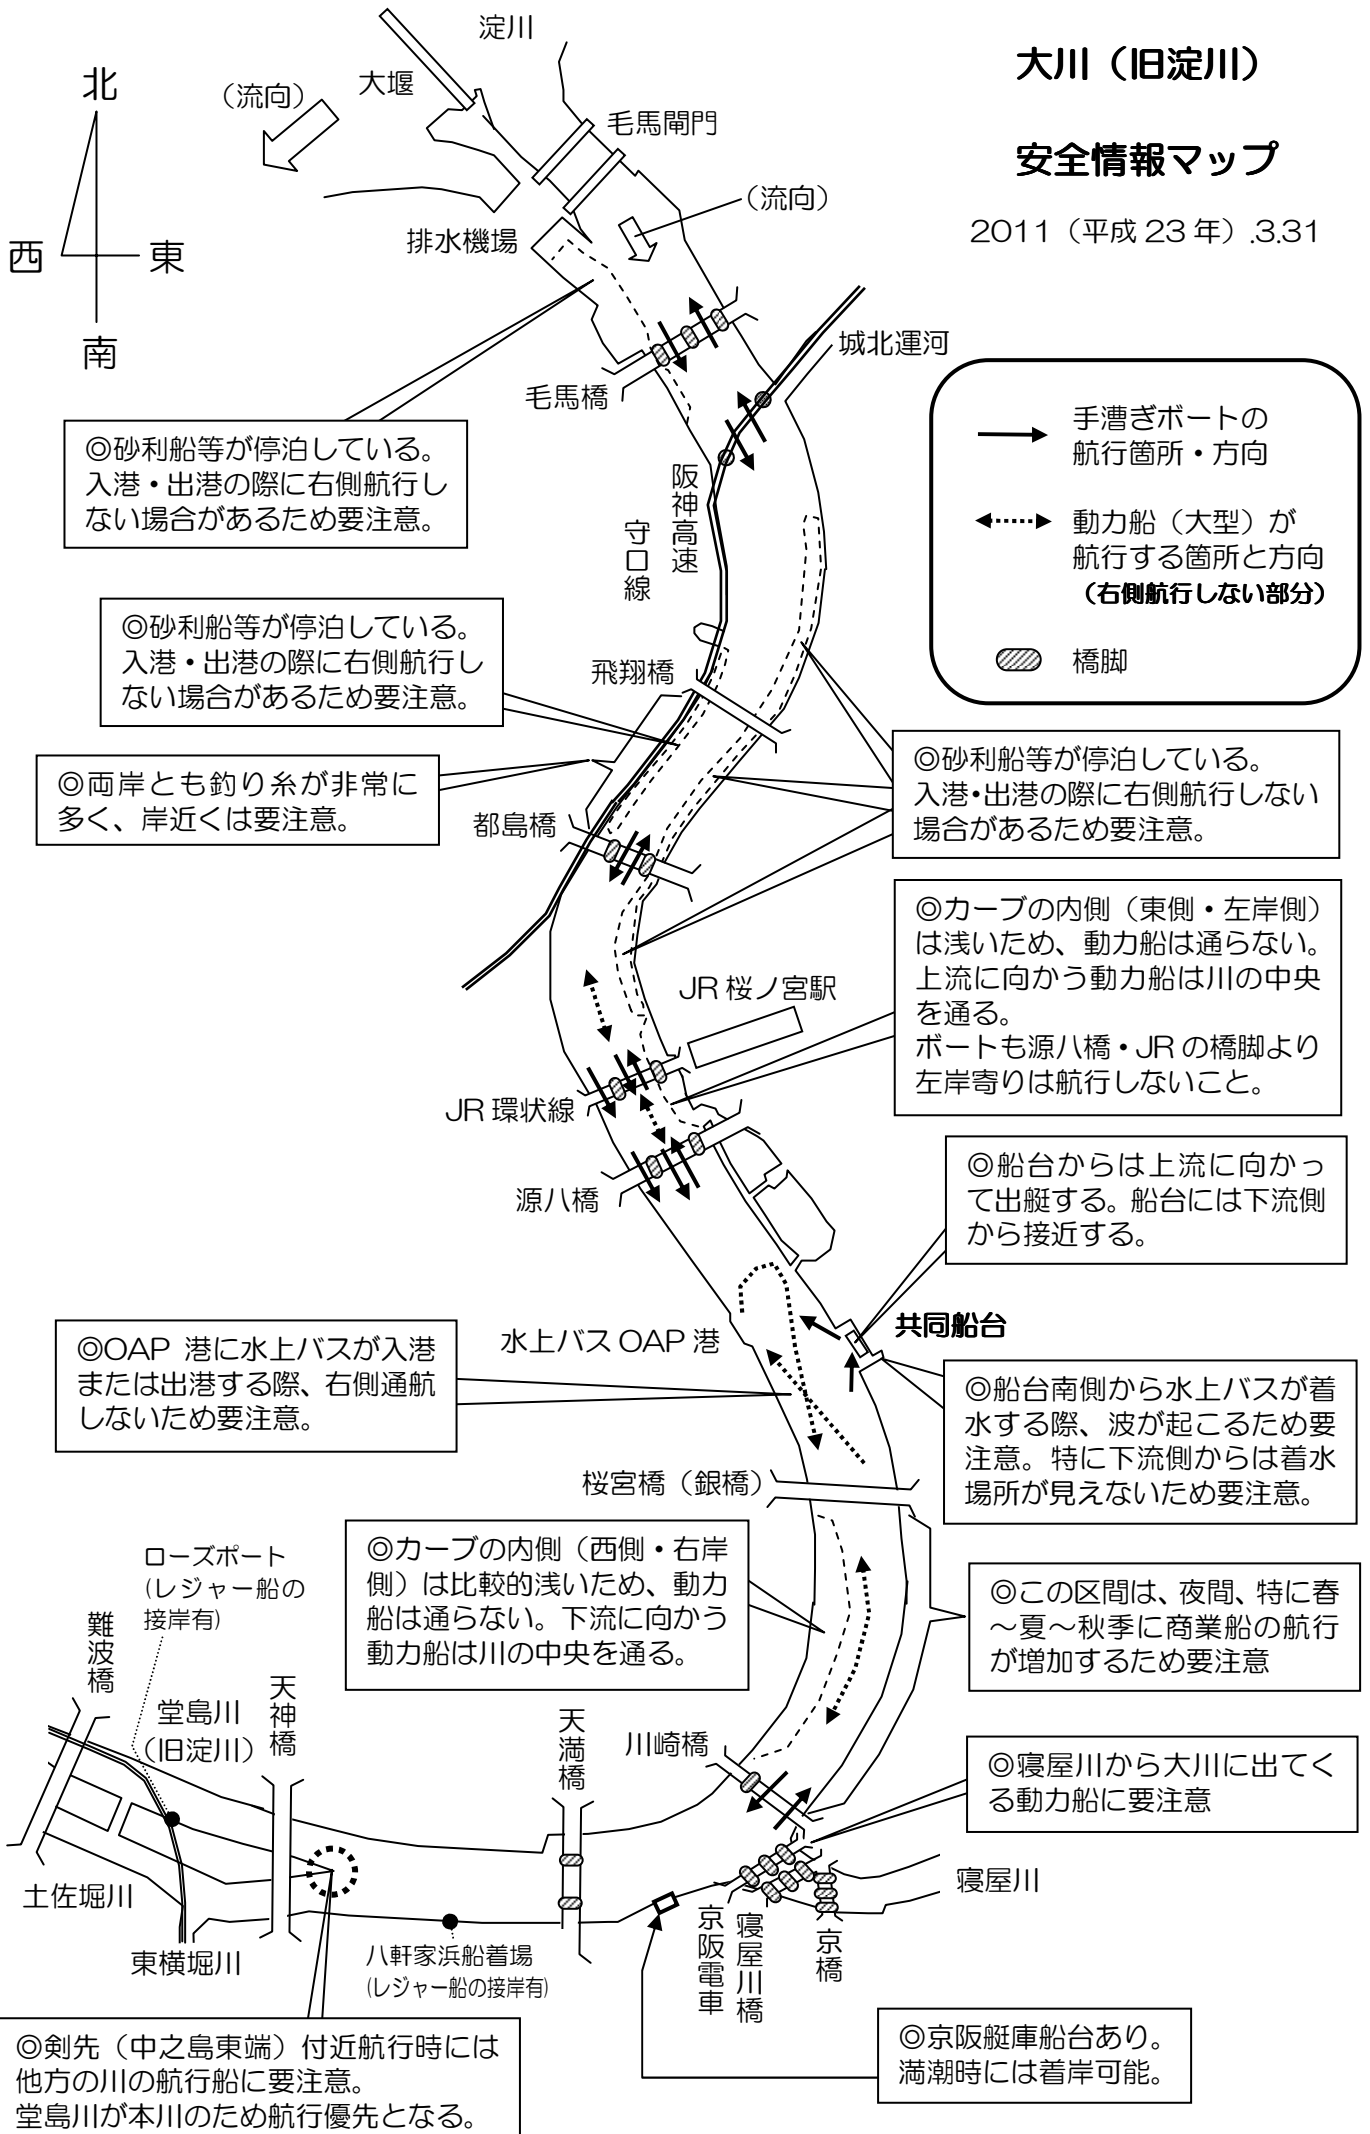 大川（旧淀川）
安全情報マップ
2011（平成 23 年）.3.31
北
西
東
南
淀川
大堰
（流向）
毛馬閘門
（流向）
排水機場
城北運河
毛馬橋
手漕ぎボートの
航行箇所・方向
動力船（大型）が
航行する箇所と方向
（右側航行しない部分）
橋脚
◎砂利船等が停泊している。
入港・出港の際に右側航行し
ない場合があるため要注意。
阪神高速
守口線
◎砂利船等が停泊している。
入港・出港の際に右側航行し
ない場合があるため要注意。
飛翔橋
◎両岸とも釣り糸が非常に
多く、岸近くは要注意。
都島橋
◎砂利船等が停泊している。
入港・出港の際に右側航行しない
場合があるため要注意。
◎カーブの内側（東側・左岸側）
は浅いため、動力船は通らない。
上流に向かう動力船は川の中央
を通る。
ボートも源八橋・JR の橋脚より
左岸寄りは航行しないこと。
JR 桜ノ宮駅
JR 環状線
源八橋
◎船台からは上流に向かっ
て出艇する。船台には下流側
から接近する。
共同船台
水上バス OAP 港
◎OAP 港に水上バスが入港
または出港する際、右側通航
しないため要注意。
◎船台南側から水上バスが着
水する際、波が起こるため要
注意。特に下流側からは着水
場所が見えないため要注意。
桜宮橋（銀橋）
◎カーブの内側（西側・右岸
側）は比較的浅いため、動力
船は通らない。下流に向かう
動力船は川の中央を通る。
◎この区間は、夜間、特に春
～夏～秋季に商業船の航行
が増加するため要注意
ローズポート
(レジャー船の
接岸有)
難波橋
堂島川
（旧淀川）
天神橋
天満橋
川崎橋
◎寝屋川から大川に出てく
る動力船に要注意
土佐堀川
東横堀川
八軒家浜船着場
(レジャー船の接岸有)
京阪電車
寝屋川橋
京橋
寝屋川
◎剣先（中之島東端）付近航行時には
他方の川の航行船に要注意。
堂島川が本川のため航行優先となる。
◎京阪艇庫船台あり。
満潮時には着岸可能。